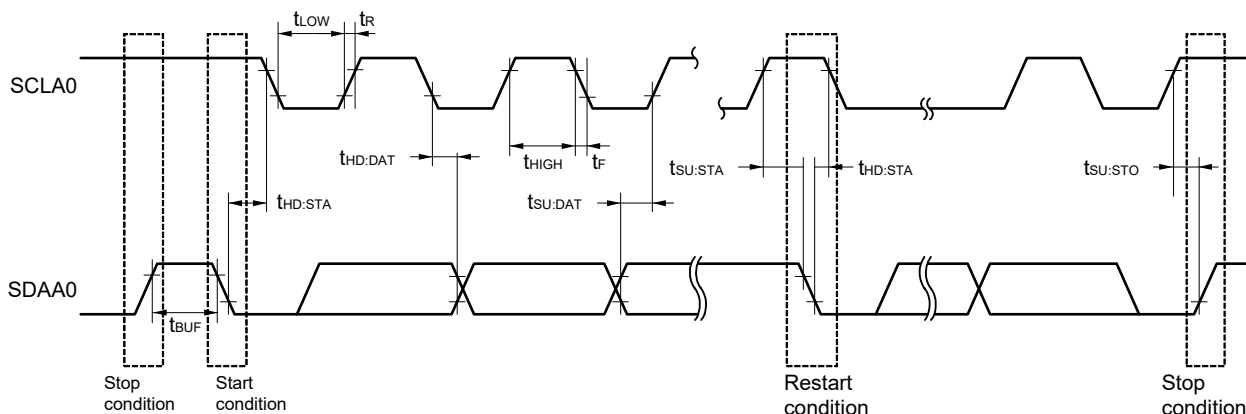 tLOW tR
SCLA0
tHD:DAT tHIGH tF tSU:STA tHD:STA tSU:STO
tHD:STA tSU:DAT
SDAA0
tBUF
Stop condition
Start condition
Restart condition
Stop condition